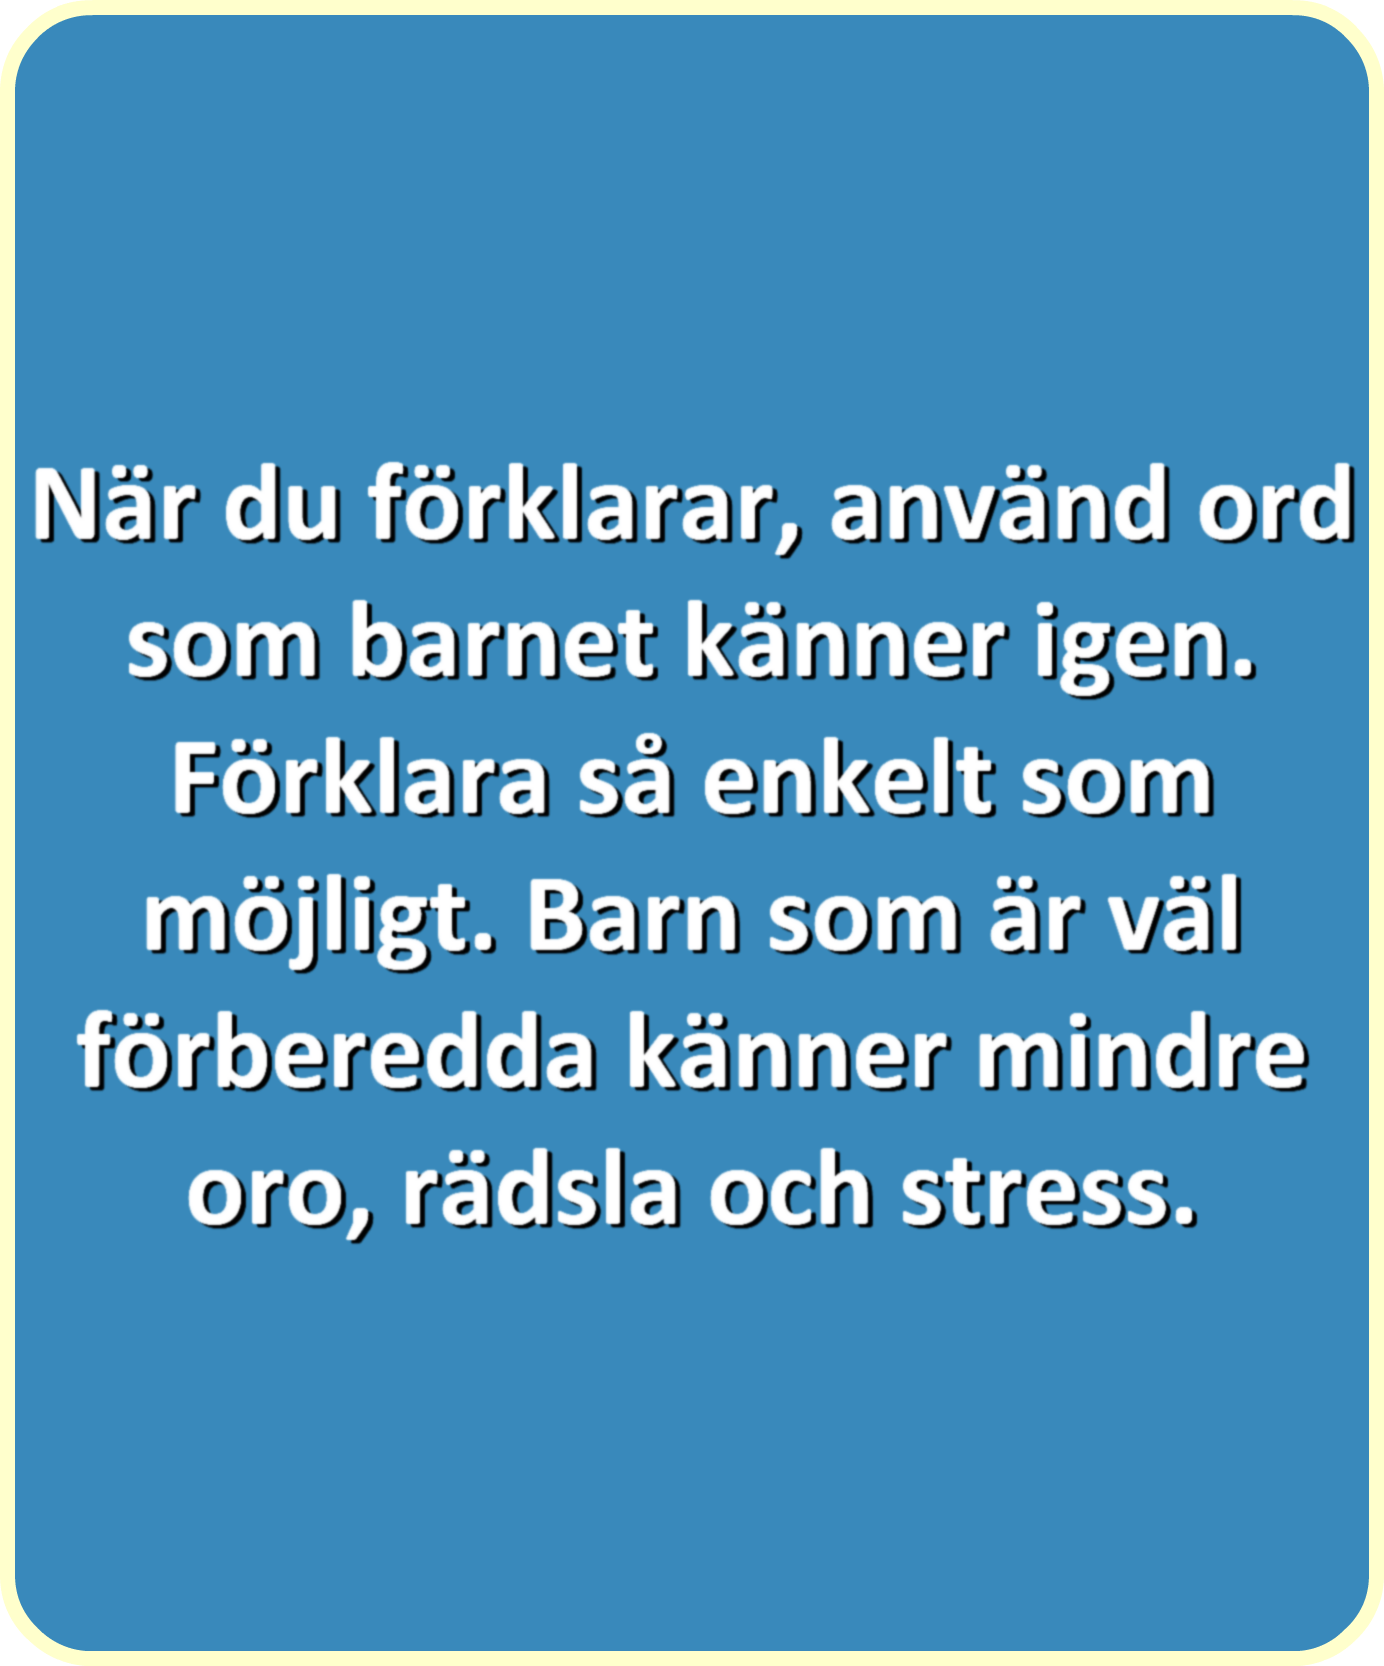 När du förklarar, använd ord
som barnet känner igen.
Förklara så enkelt som
möjligt. Barn som är väl
förberedda känner mindre
oro, rädsla och stress.